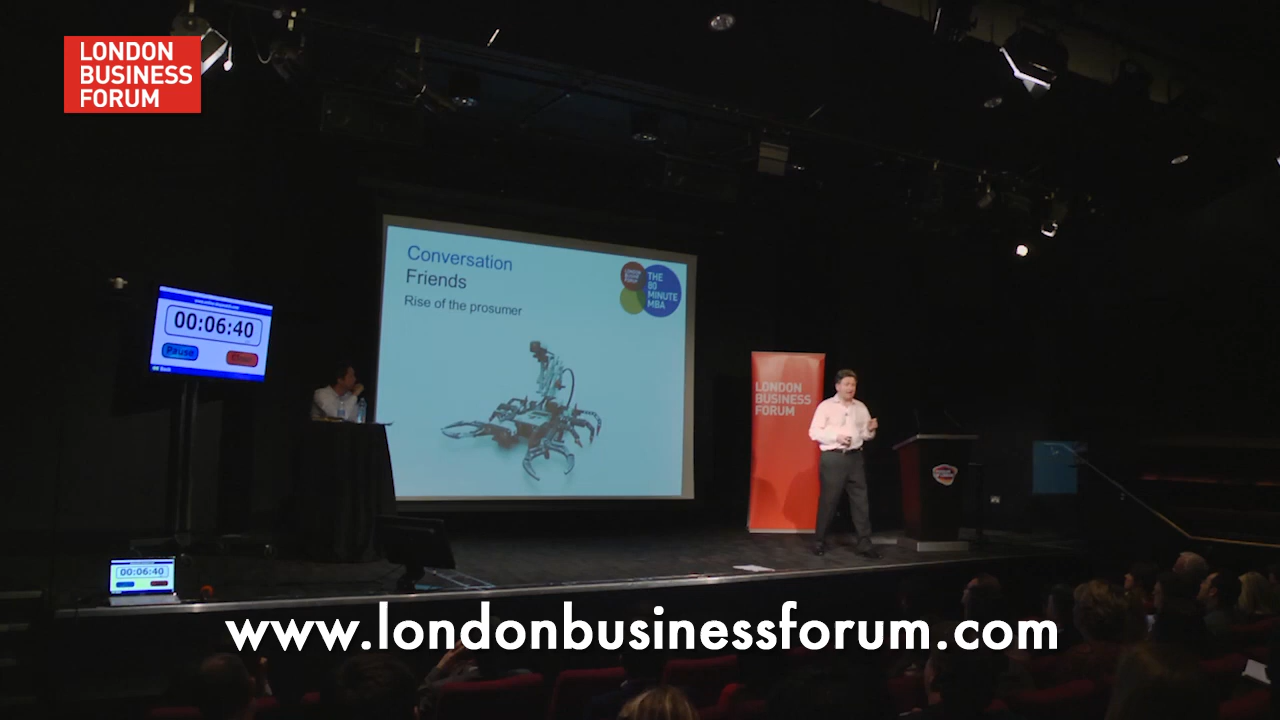 LONDON
BUSINESS
FORUM
Conversation
Friends
Rise of the prosumer
THE
80
MINUTE
MBA
00:06:40
Pause
LONDON
BUSINESS
FORUM
00:06:40
www.londonbusinessforum.com